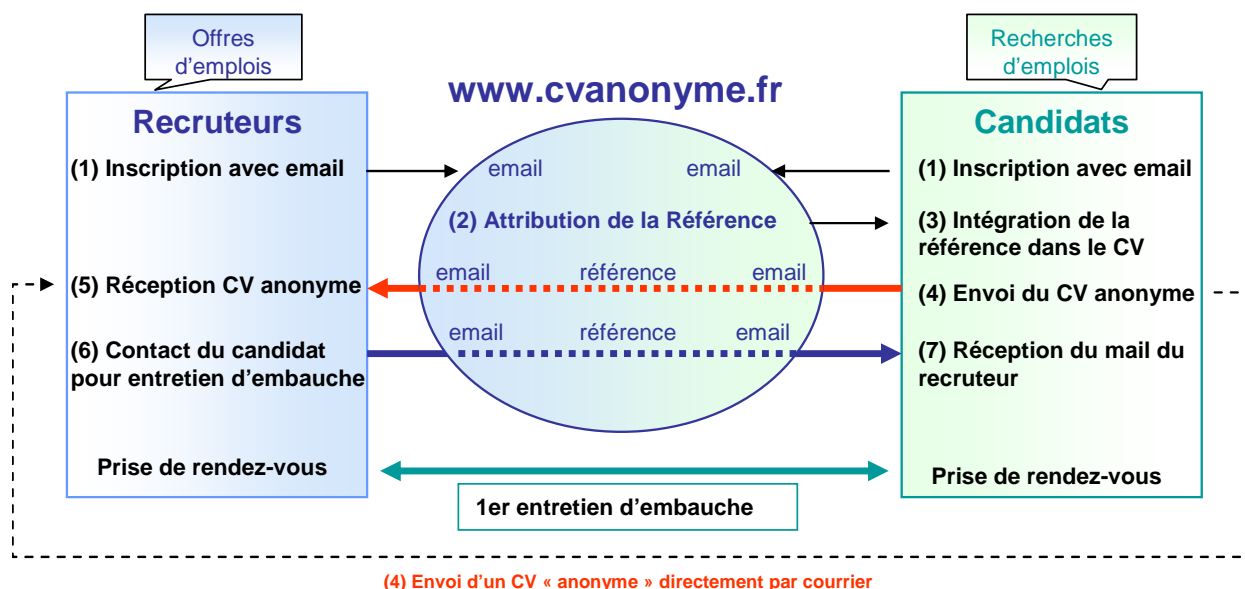 Offres
d'emplois
Recherches
d'emplois
www.cvanonyme.fr
Recruteurs
(1) Inscription avec email
(5) Réception CV anonyme
(6) Contact du candidat
pour entretien d'embauche
Prise de rendez-vous
email email
(2) Attribution de la Référence
email référence email
email référence email
Candidats
(1) Inscription avec email
(3) Intégration de la
référence dans le CV
(4) Envoi du CV anonyme
(7) Réception du mail du
recruteur
Prise de rendez-vous
1er entretien d'embauche
(4) Envoi d'un CV « anonyme » directement par courrier